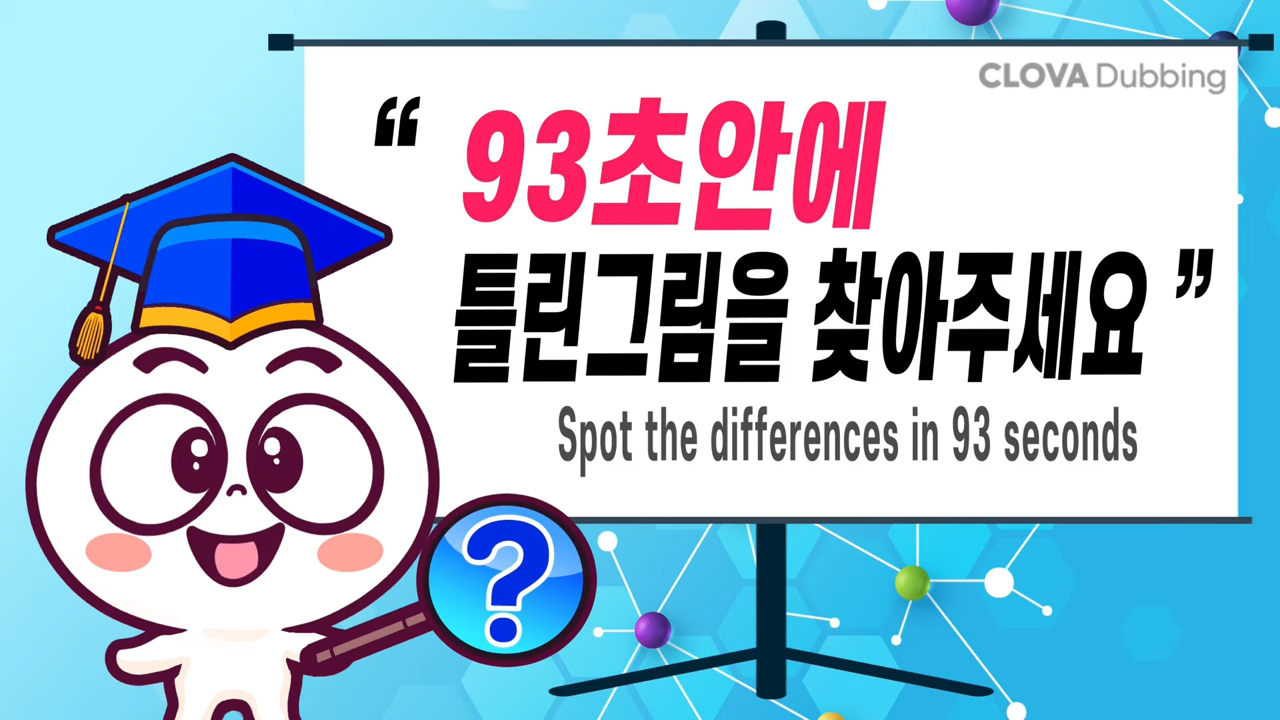 CLOVA Dubbing
“ 93초안에
틀린그림을 찾아주세요 ”
Spot the differences in 93 seconds
?